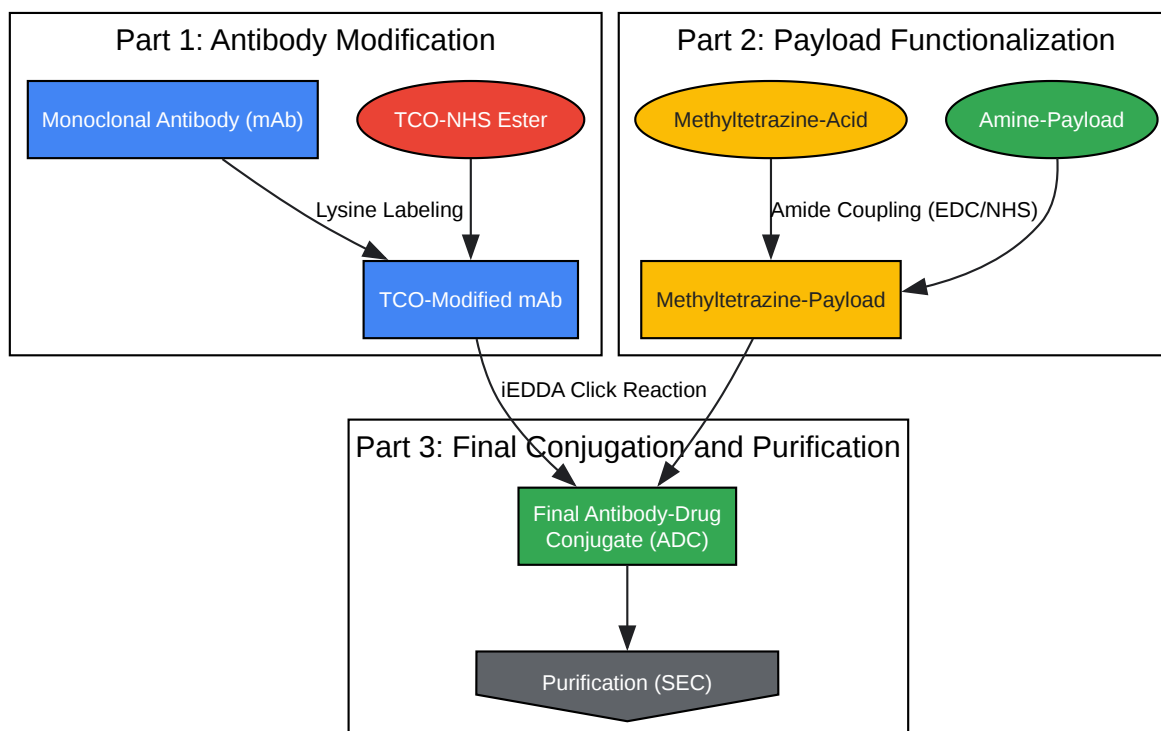 Part 1: Antibody Modification
Part 2: Payload Functionalization
Monoclonal Antibody (mAb)
TCO-NHS Ester
Methyltetrazine-Acid
Amine-Payload
Lysine Labeling
Amide Coupling (EDC/NHS)
TCO-Modified mAb
Methyltetrazine-Payload
iEDDA Click Reaction
Part 3: Final Conjugation and Purification
Final Antibody-Drug
Conjugate (ADC)
Purification (SEC)